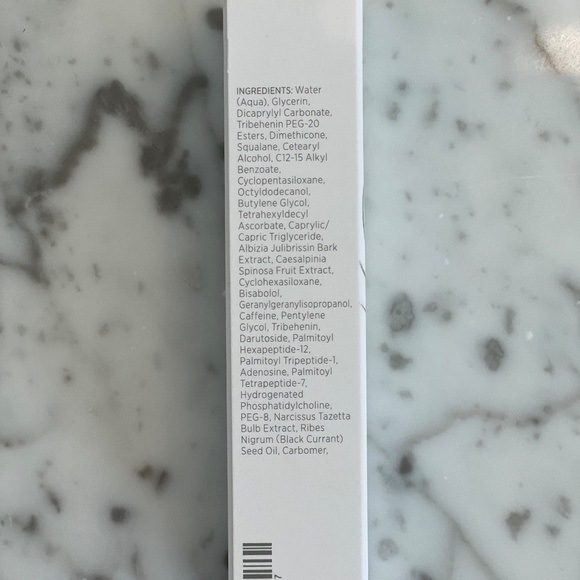 INGREDIENTS: Water
(Aqua), Glycerin,
Dicaprylyl Carbonate,
Tribehenin PEG-20
Esters, Dimethicone,
Squalane, Cetearyl
Alcohol, C12-15 Alkyl
Benzoate,
Cyclopentasiloxane,
Octyldodecanol,
Butylene Glycol,
Tetrahexyldecyl
Ascorbate, Caprylic/
Capric Triglyceride,
Albizia Julibrissin Bark
Extract, Caesalpinia
Spinosa Fruit Extract,
Cyclohexasiloxane,
Bisabolol,
Geranylgeranylisopropanol,
Caffeine, Pentylene
Glycol, Tribehenin,
Darutoside, Palmitoyl
Hexapeptide-12,
Palmitoyl Tripeptide-1,
Adenosine, Palmitoyl
Tetrapeptide-7,
Hydrogenated
Phosphatidylcholine,
PEG-8, Narcissus Tazetta
Bulb Extract, Ribes
Nigrum (Black Currant)
Seed Oil, Carbomer,
7